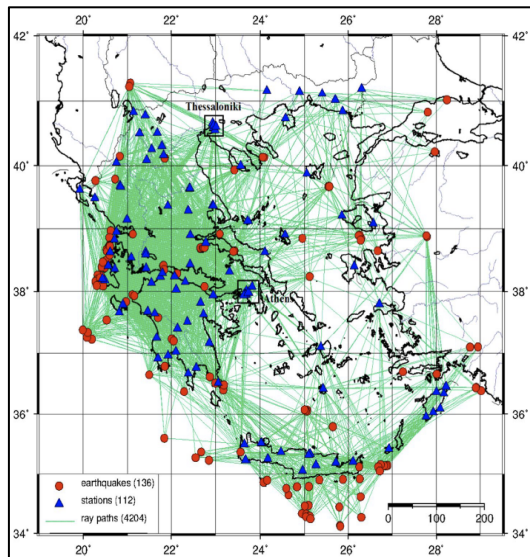 20° 22° 24° 26° 28°
42° 42°
Thessaloniki
40° 40°
38° 38°
Athens
36° 36°
earthquakes (136)
stations (112)
ray paths (4204)
34° 34°
0 100 200
20° 22° 24° 26° 28°